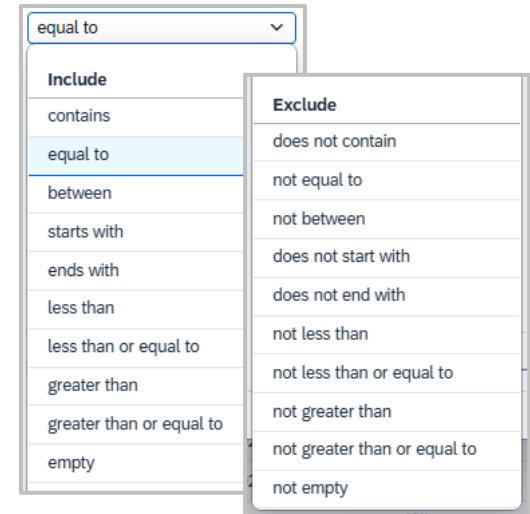 equal to
Include
contains
equal to
between
starts with
ends with
less than
less than or equal to
greater than
greater than or equal to
empty
Exclude
does not contain
not equal to
not between
does not start with
does not end with
not less than
not less than or equal to
not greater than
not greater than or equal to
not empty